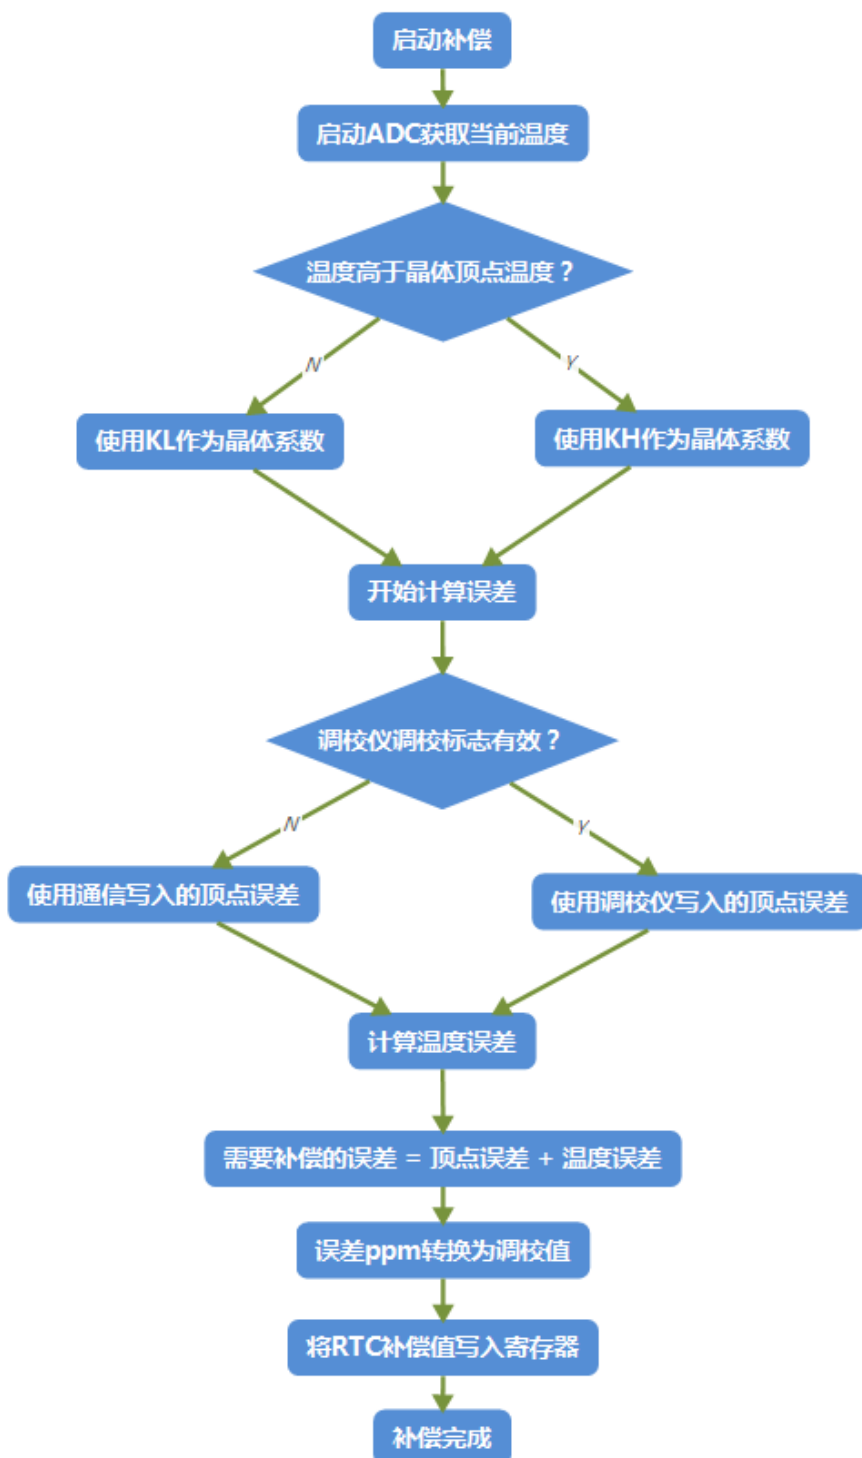 启动补偿
启动ADC获取当前温度
温度高于晶体顶点温度？
N
Y
使用KL作为晶体系数
使用KH作为晶体系数
开始计算误差
调校仪调校标志有效？
N
Y
使用通信写入的顶点误差
使用调校仪写入的顶点误差
计算温度误差
需要补偿的误差 = 顶点误差 + 温度误差
误差ppm转换为调校值
将RTC补偿值写入寄存器
补偿完成